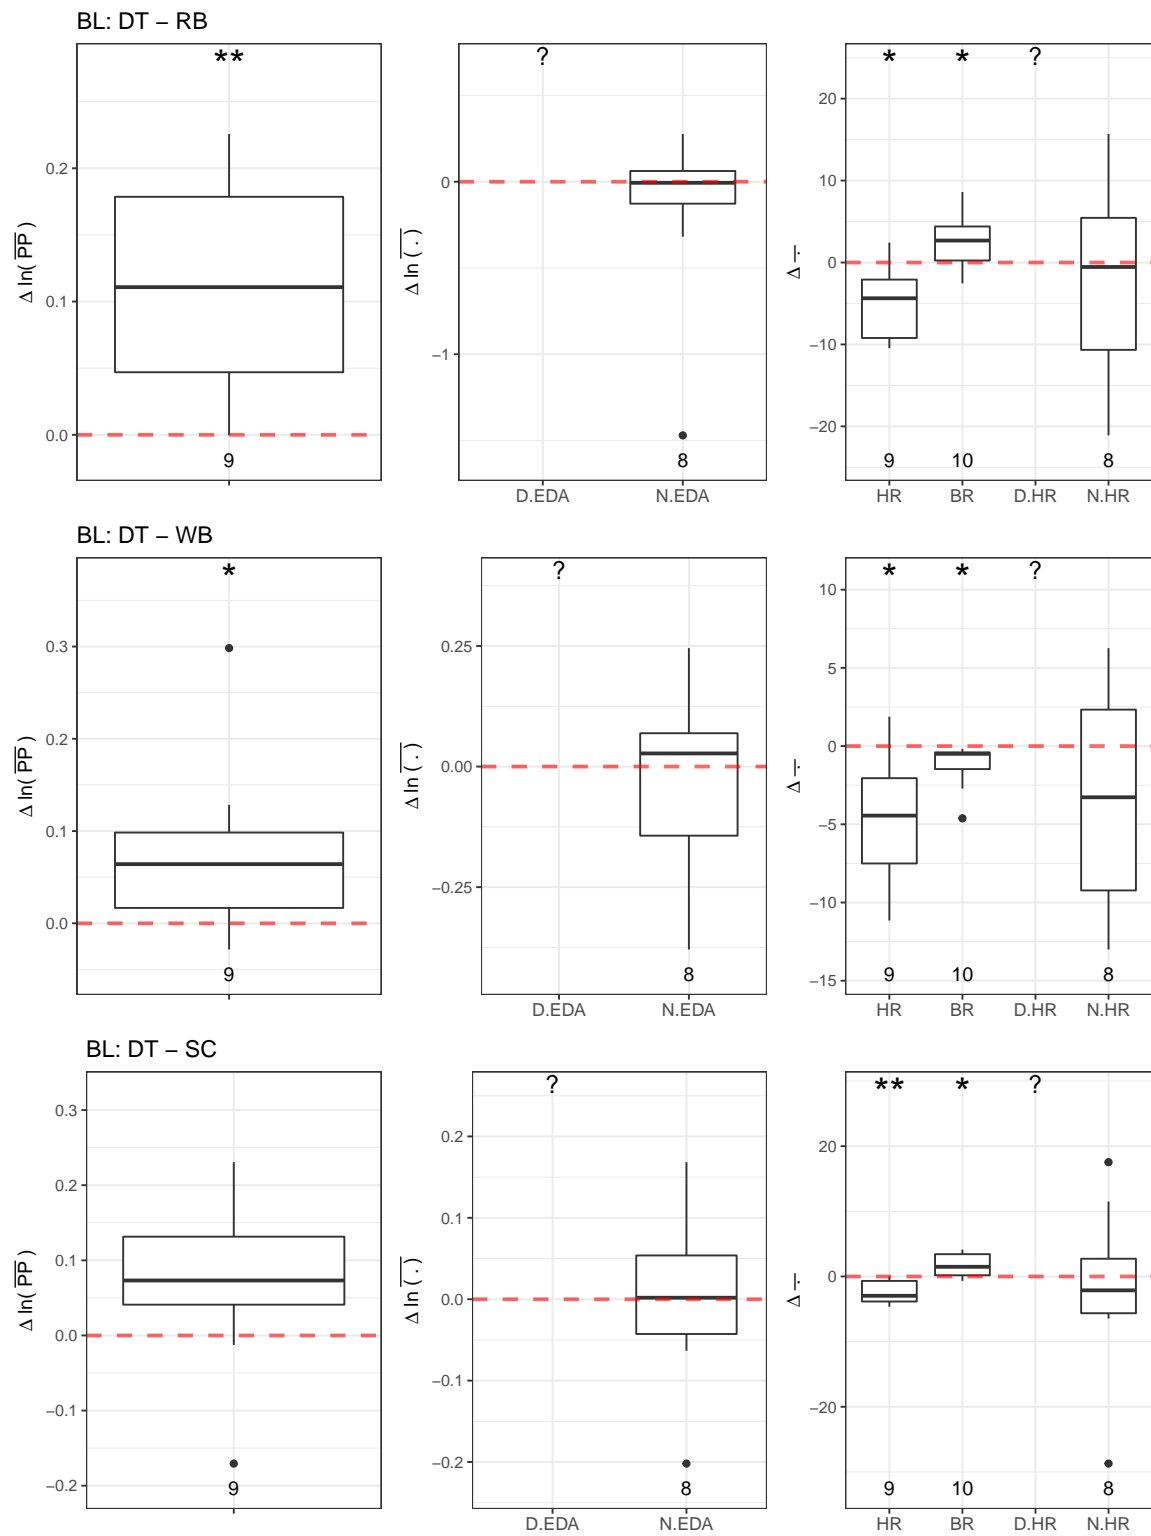 BL: DT – RB
**
0.2
0.1
0.0
Δ ln( PP )
9
?
0
−1
Δ ln ( . )
8
D.EDA
N.EDA
* * ?
20
10
0
−10
−20
Δ .
9 10 8
HR BR D.HR N.HR
BL: DT – WB
*
0.3
0.2
0.1
0.0
Δ ln( PP )
9
?
0.25
0.00
−0.25
Δ ln ( . )
8
D.EDA
N.EDA
* * ?
10
5
0
−5
−10
−15
Δ .
9 10 8
HR BR D.HR N.HR
BL: DT – SC
0.3
0.2
0.1
0.0
−0.1
−0.2
Δ ln( PP )
9
?
0.2
0.1
0.0
−0.1
−0.2
Δ ln ( . )
8
D.EDA
N.EDA
** * ?
20
0
−20
Δ .
9 10 8
HR BR D.HR N.HR